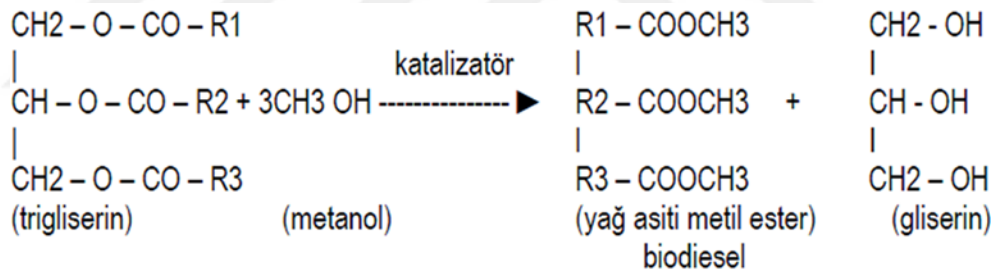 CH2 – O – CO – R1 R1 – COOCH3 CH2 - OH
| katalizatör | |
CH – O – CO – R2 + 3CH3 OH ---------------► R2 – COOCH3 + CH - OH
| | |
CH2 – O – CO – R3 R3 – COOCH3 CH2 – OH
(trigliserin) (metanol) (yağ asiti metil ester) (gliserin)
biodiesel